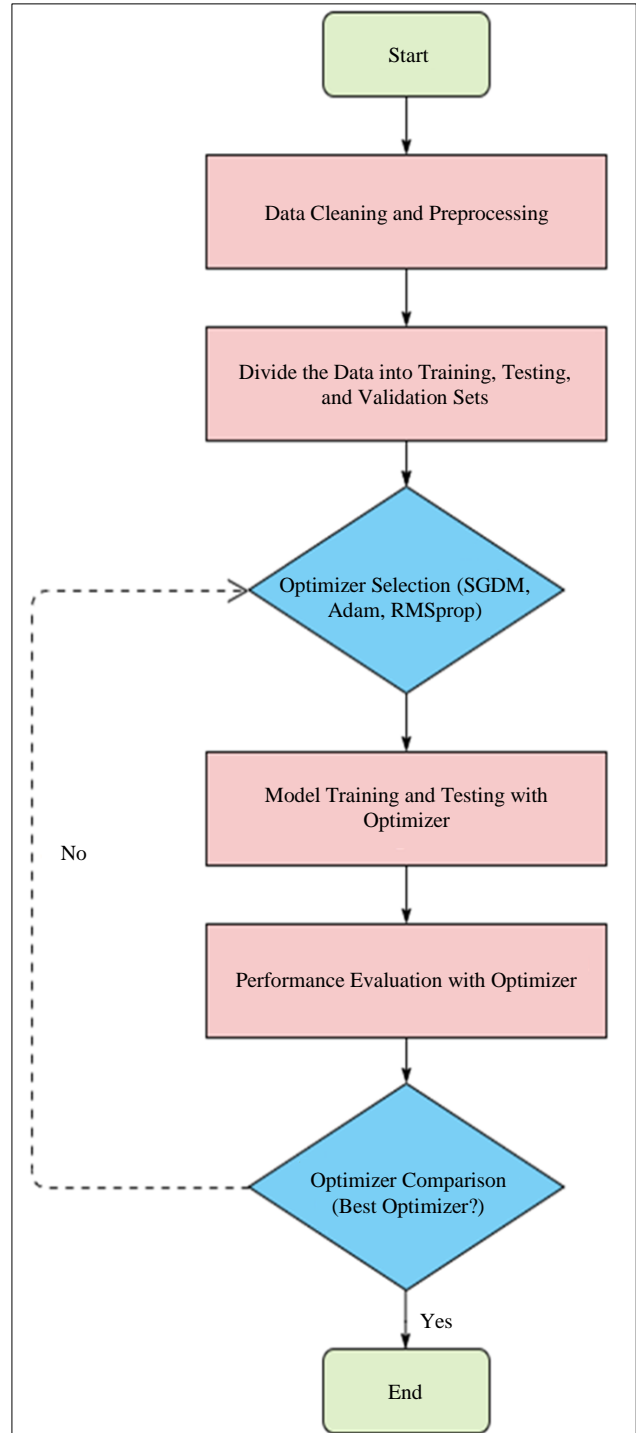 Start
Data Cleaning and Preprocessing
Divide the Data into Training, Testing,
and Validation Sets
Optimizer Selection (SGDM,
Adam, RMSprop)
Model Training and Testing with
Optimizer
No
Performance Evaluation with Optimizer
Optimizer Comparison
(Best Optimizer?)
Yes
End